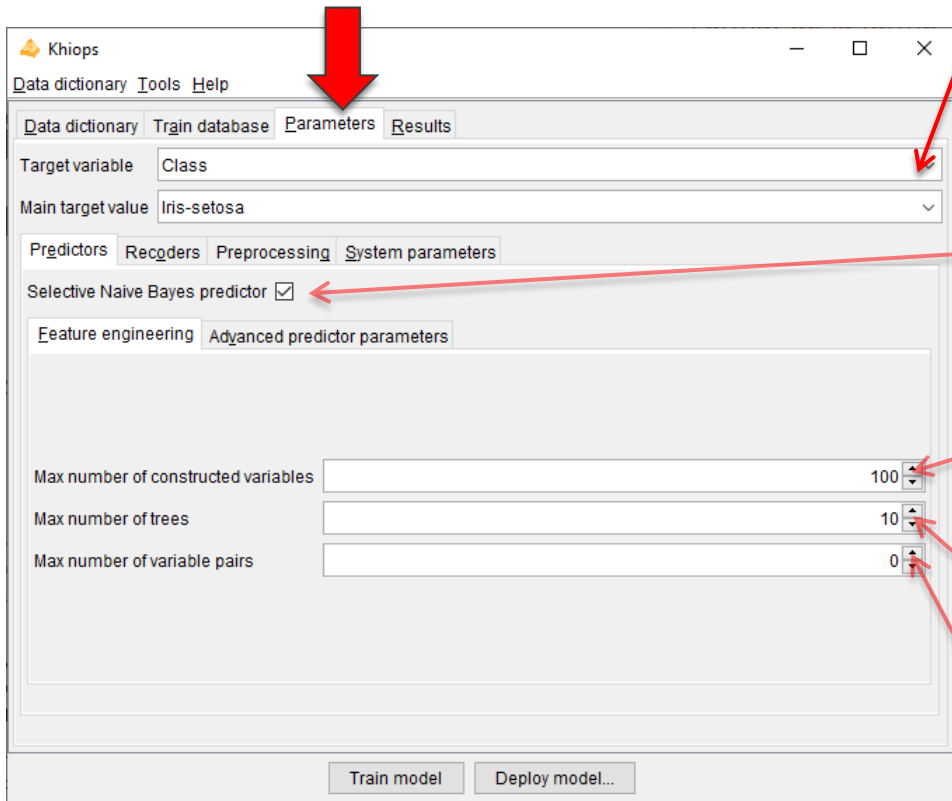 Khiops
Data dictionary Tools Help
Data dictionary Train database Parameters Results
Target variable Class
Main target value Iris-setosa
Predictors Recoders Preprocessing System parameters
Selective Naive Bayes predictor
Feature engineering Advanced predictor parameters
Max number of constructed variables 100
Max number of trees 10
Max number of variable pairs 0
Train model Deploy model...